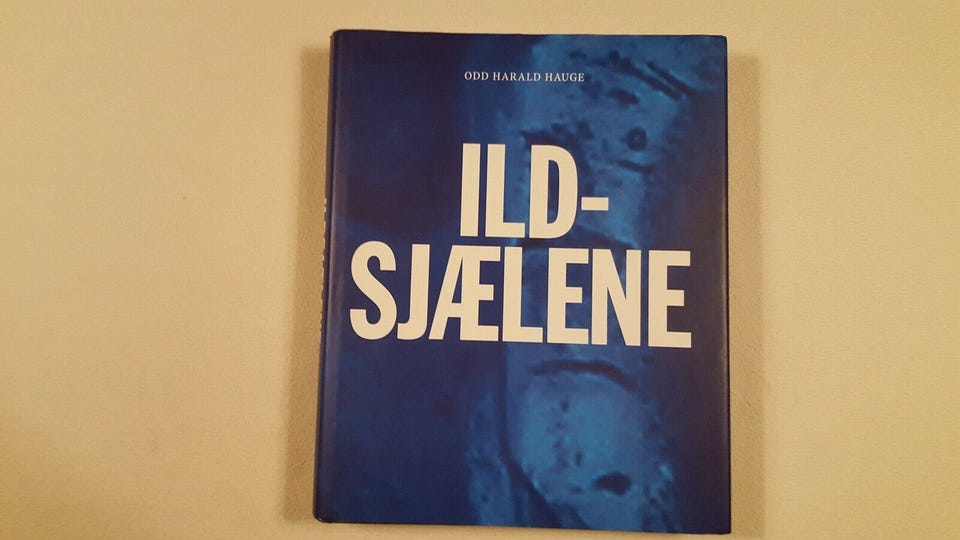 ODD HARALD HAUGE
ILD-
SJÆLENE